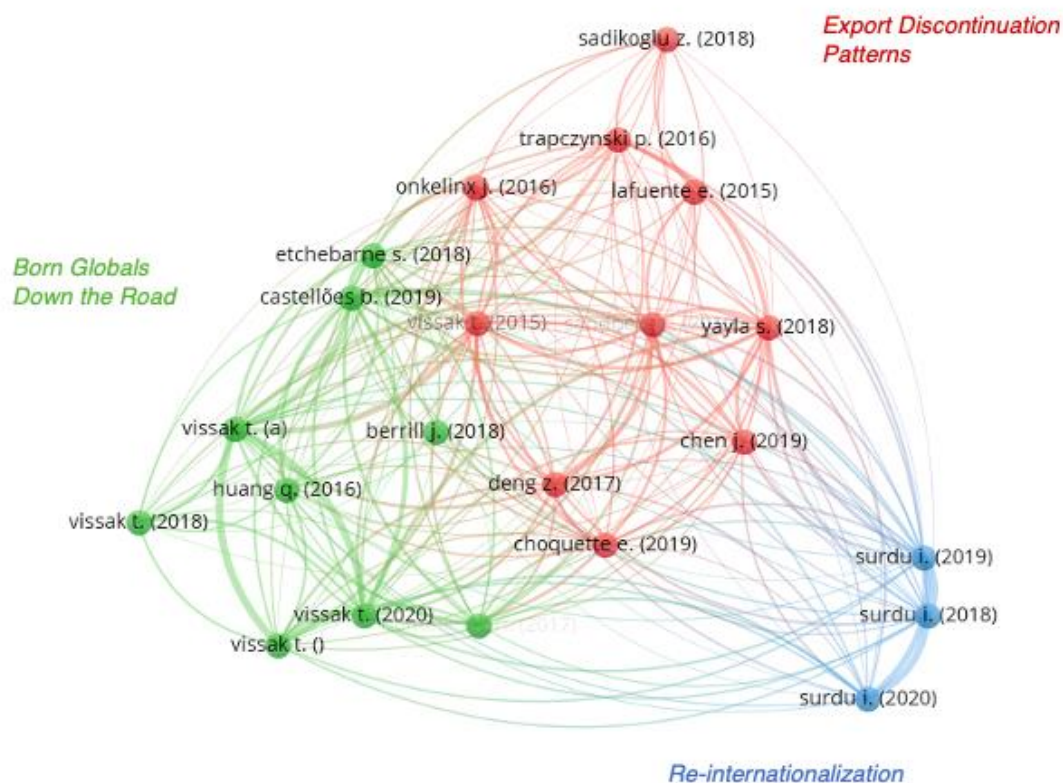 Export Discontinuation
Patterns
sadikoglu z. (2018)
trapczynski p. (2016)
onkelinx j. (2016)
lafuente e. (2015)
etchebarne s. (2018)
Born Globals
Down the Road
castellões b. (2019)
vissak t. (2015)
yayla s. (2018)
vissak t. (a)
berrill j. (2018)
chen j. (2019)
huang q. (2016)
deng z. (2017)
vissak t. (2018)
choquette e. (2019)
surdu i. (2019)
vissak t. (2020)
surdu i. (2018)
(2017)
vissak t. ()
surdu i. (2020)
Re-internationalization